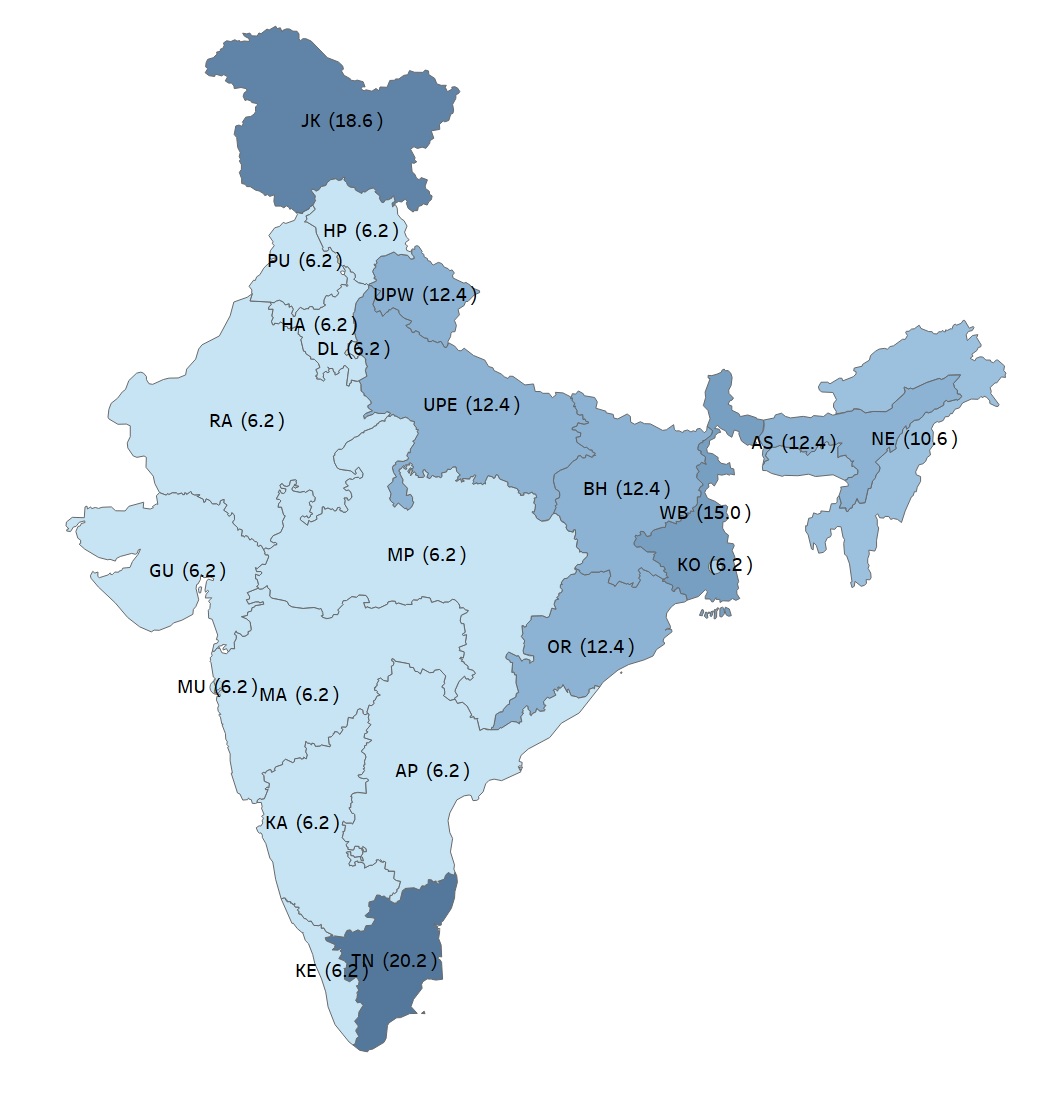 JK (18.6)
HP (6.2)
PU (6.2)
UPW (12.4)
HA (6.2)
DL (6.2)
UPE (12.4)
RA (6.2)
AS (12.4)
NE (10.6)
BH (12.4)
WB (15.0)
MP (6.2)
KO (6.2)
GU (6.2)
OR (12.4)
MU (6.2)
MA (6.2)
AP (6.2)
KA (6.2)
TN (20.2)
KE (6.2)